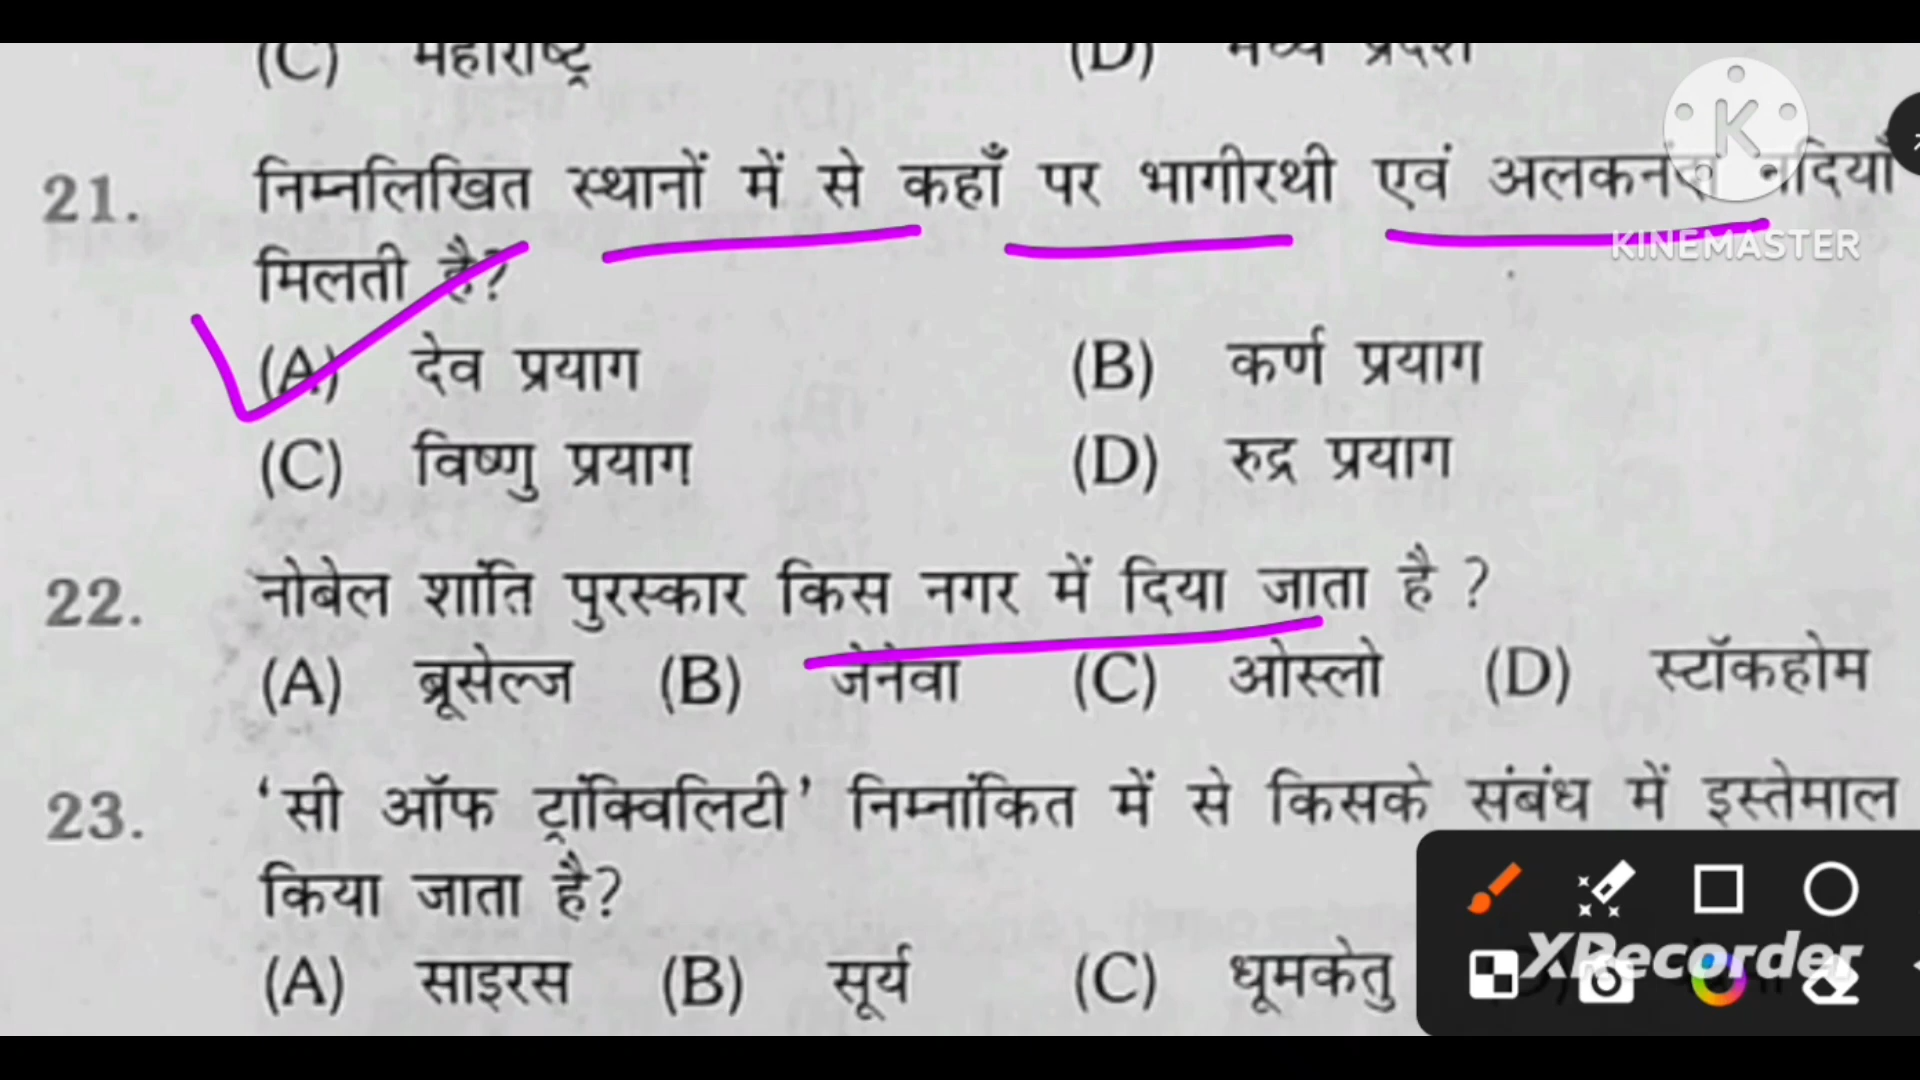 (C) महाराष्ट्र (D) मध्य प्रदेश
K
21. निम्नलिखित स्थानों में से कहाँ पर भागीरथी एवं अलकनंदा नदियाँ
KINEMASTER
मिलती है?
(A) देव प्रयाग (B) कर्ण प्रयाग
(C) विष्णु प्रयाग (D) रुद्र प्रयाग
22. नोबेल शांति पुरस्कार किस नगर में दिया जाता है ?
(A) ब्रूसेल्ज (B) जेनेवा (C) ओस्लो (D) स्टॉकहोम
23. ‘सी ऑफ ट्रांक्विलिटी’ निम्नांकित में से किसके संबंध में इस्तेमाल
किया जाता है?
(A) साइरस (B) सूर्य (C) धूमकेतु
XRecorder